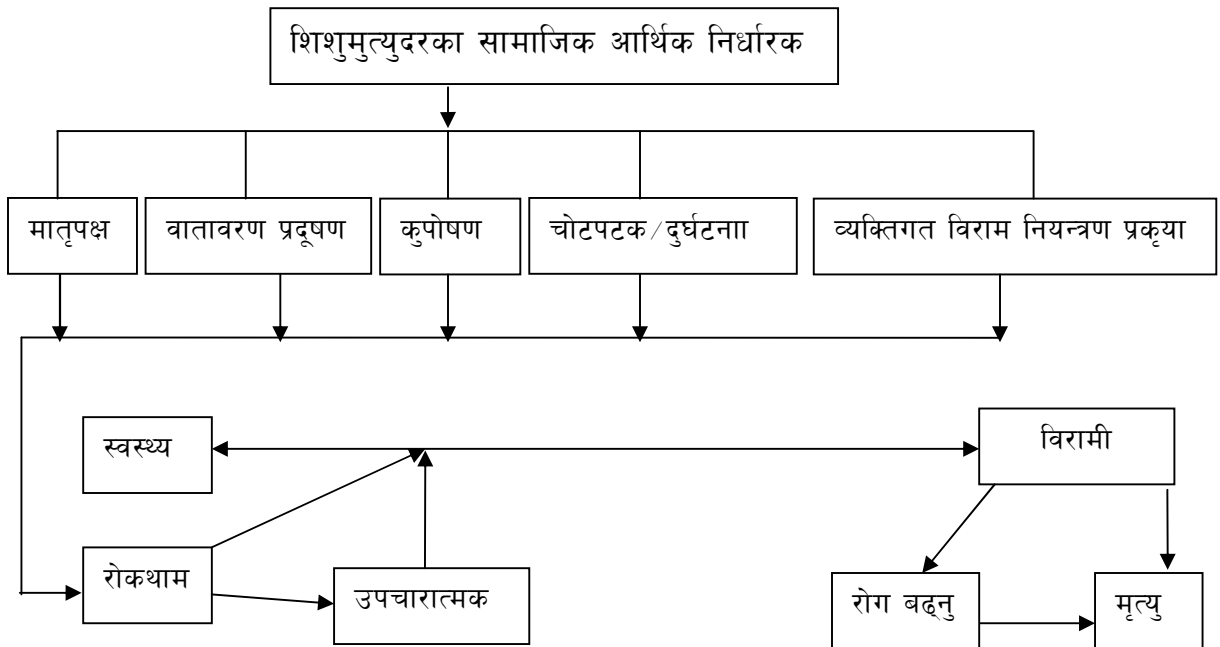 शिशुमुत्युदरका सामाजिक आर्थिक निर्धारक
मातृपक्ष
वातावरण प्रदूषण
कुपोषण
चोटपटक/दुर्घटनाा
व्यक्तिगत विराम नियन्त्रण प्रकृया
स्वस्थ्य
विरामी
रोकथाम
उपचारात्मक
रोग बढ्नु
मृत्यु